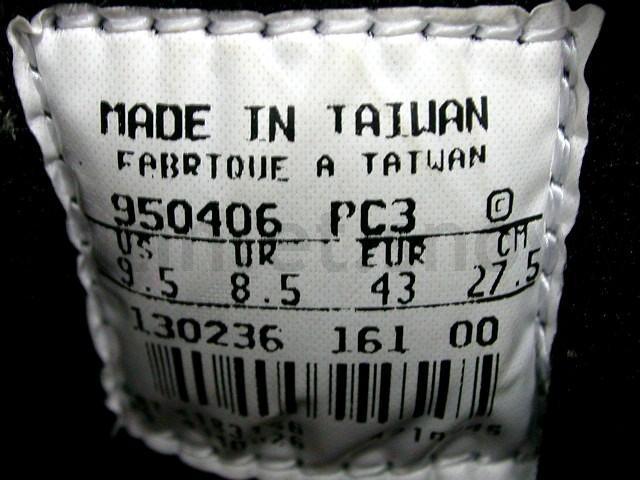 MADE IN TAIWAN
FABRIQUE A TAIWAN
950406 PC3 ©
US UK EUR CM
9.5 8.5 43 27.5
130236 161 00